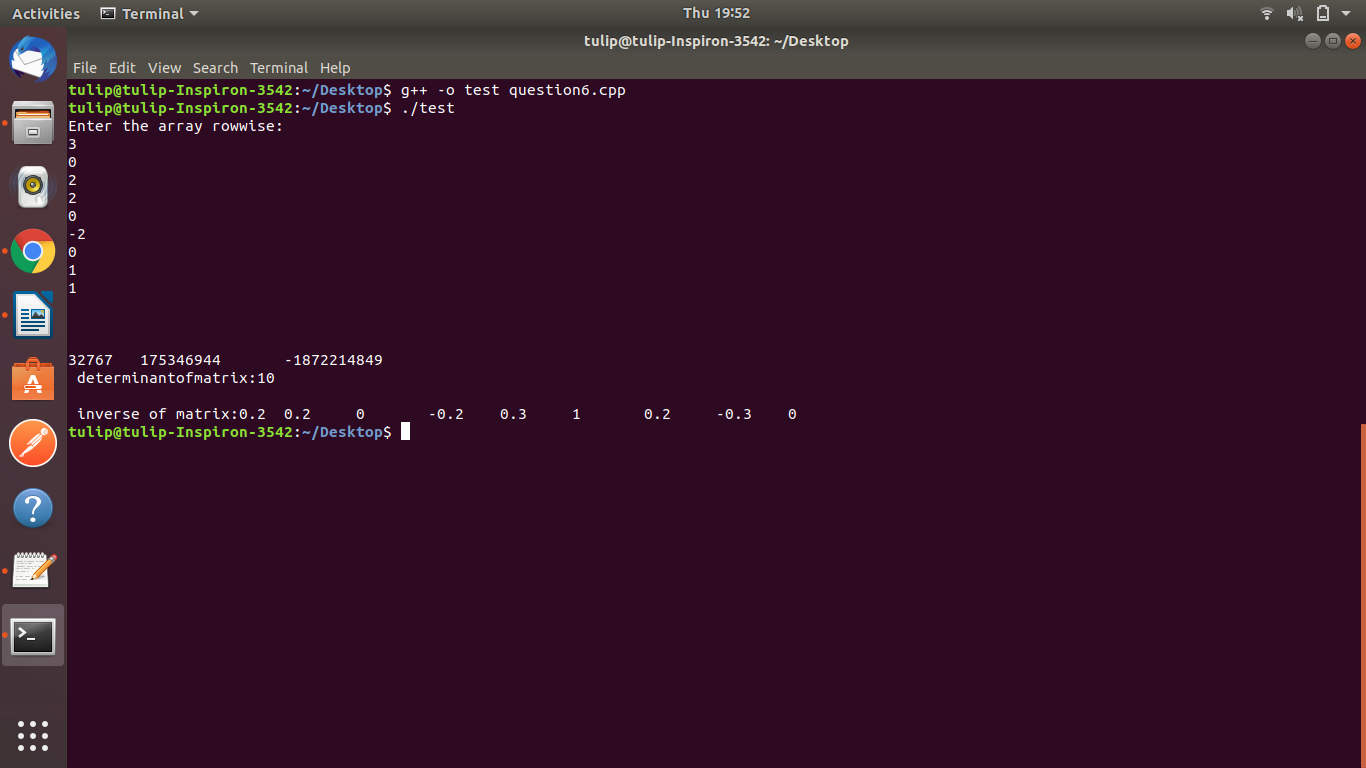 Activities Terminal Thu 19:52
tulip@tulip-Inspiron-3542: ~/Desktop
File Edit View Search Terminal Help
tulip@tulip-Inspiron-3542:~/Desktop$ g++ -o test question6.cpp
tulip@tulip-Inspiron-3542:~/Desktop$ ./test
Enter the array rowwise:
3
0
2
2
0
-2
0
1
1
32767 175346944 -1872214849
determinantofmatrix:10
inverse of matrix:0.2 0.2 0 -0.2 0.3 1 0.2 -0.3 0
tulip@tulip-Inspiron-3542:~/Desktop$